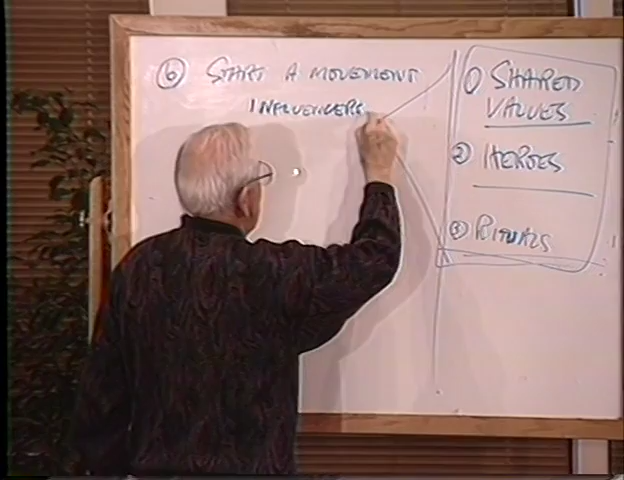 ⑥ START A MOVEMENT
INFLUENCERS
① SHARED
VALUES
② HEROES
③ RITUALS